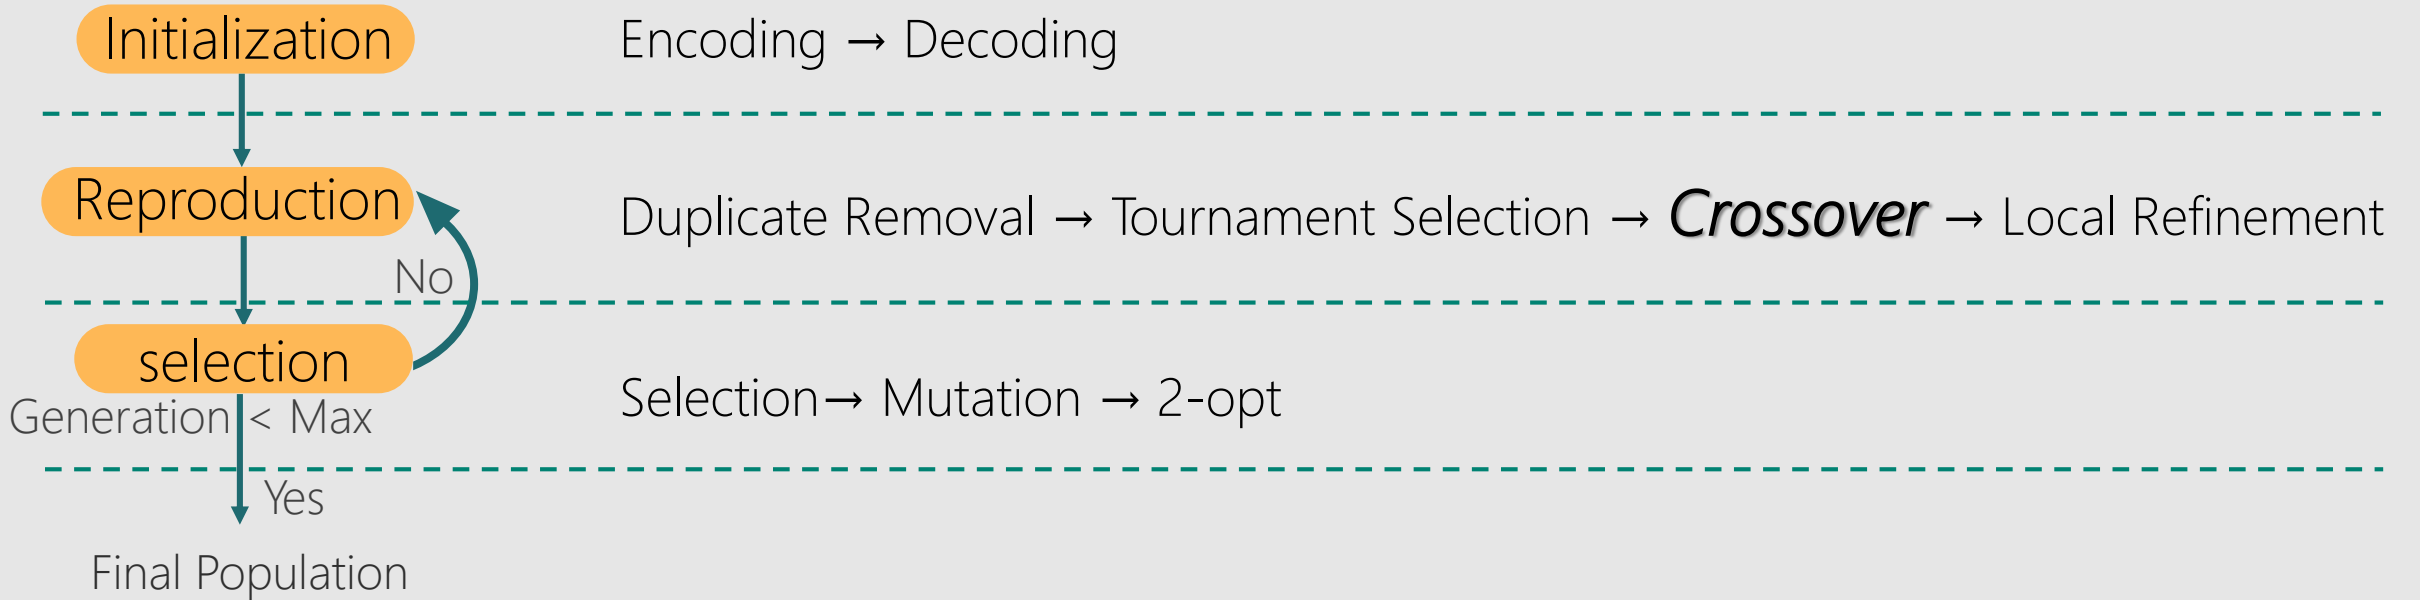 Initialization
Encoding → Decoding
Reproduction
Duplicate Removal → Tournament Selection → Crossover → Local Refinement
No
selection
Selection→ Mutation → 2-opt
Generation < Max
Yes
Final Population